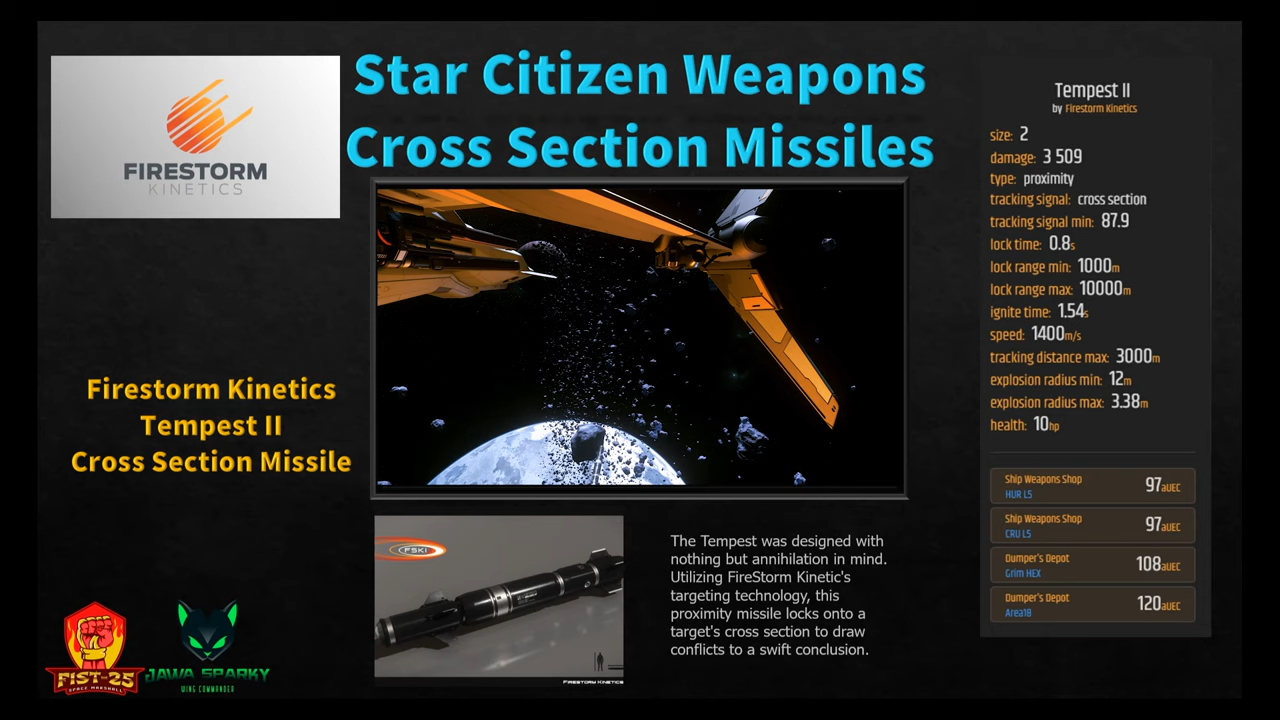 FIRESTORM
KINETICS
Star Citizen Weapons
Cross Section Missiles
Firestorm Kinetics
Tempest II
Cross Section Missile
FSKI
FIRESTORM KINETICS
The Tempest was designed with
nothing but annihilation in mind.
Utilizing FireStorm Kinetic's
targeting technology, this
proximity missile locks onto a
target's cross section to draw
conflicts to a swift conclusion.
Tempest II
by Firestorm Kinetics
size: 2
damage: 3 509
type: proximity
tracking signal: cross section
tracking signal min: 87.9
lock time: 0.8s
lock range min: 1000m
lock range max: 10000m
ignite time: 1.54s
speed: 1400m/s
tracking distance max: 3000m
explosion radius min: 12m
explosion radius max: 3.38m
health: 10hp
Ship Weapons Shop
HUR L5
97aUEC
Ship Weapons Shop
CRU L5
97aUEC
Dumper's Depot
Grim HEX
108aUEC
Dumper's Depot
Area18
120aUEC
FIST-25
SPACE MARSHALL
JAWA SPARKY
WING COMMANDER